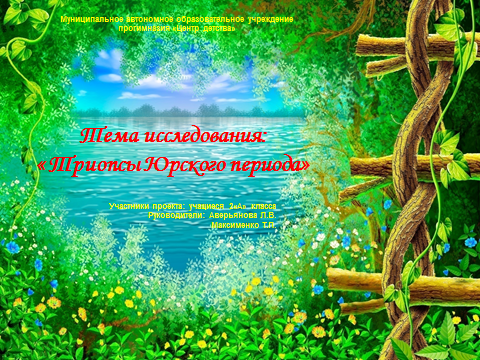 Муниципальное автономное образовательное учреждение
прогимназия «Центр детства»
Тема исследования:
«Триопсы Юрского периода»
Участники проекта: учащиеся 2«А» класса
Руководители: Аверьянова Л.В.
Максименко Т.П.